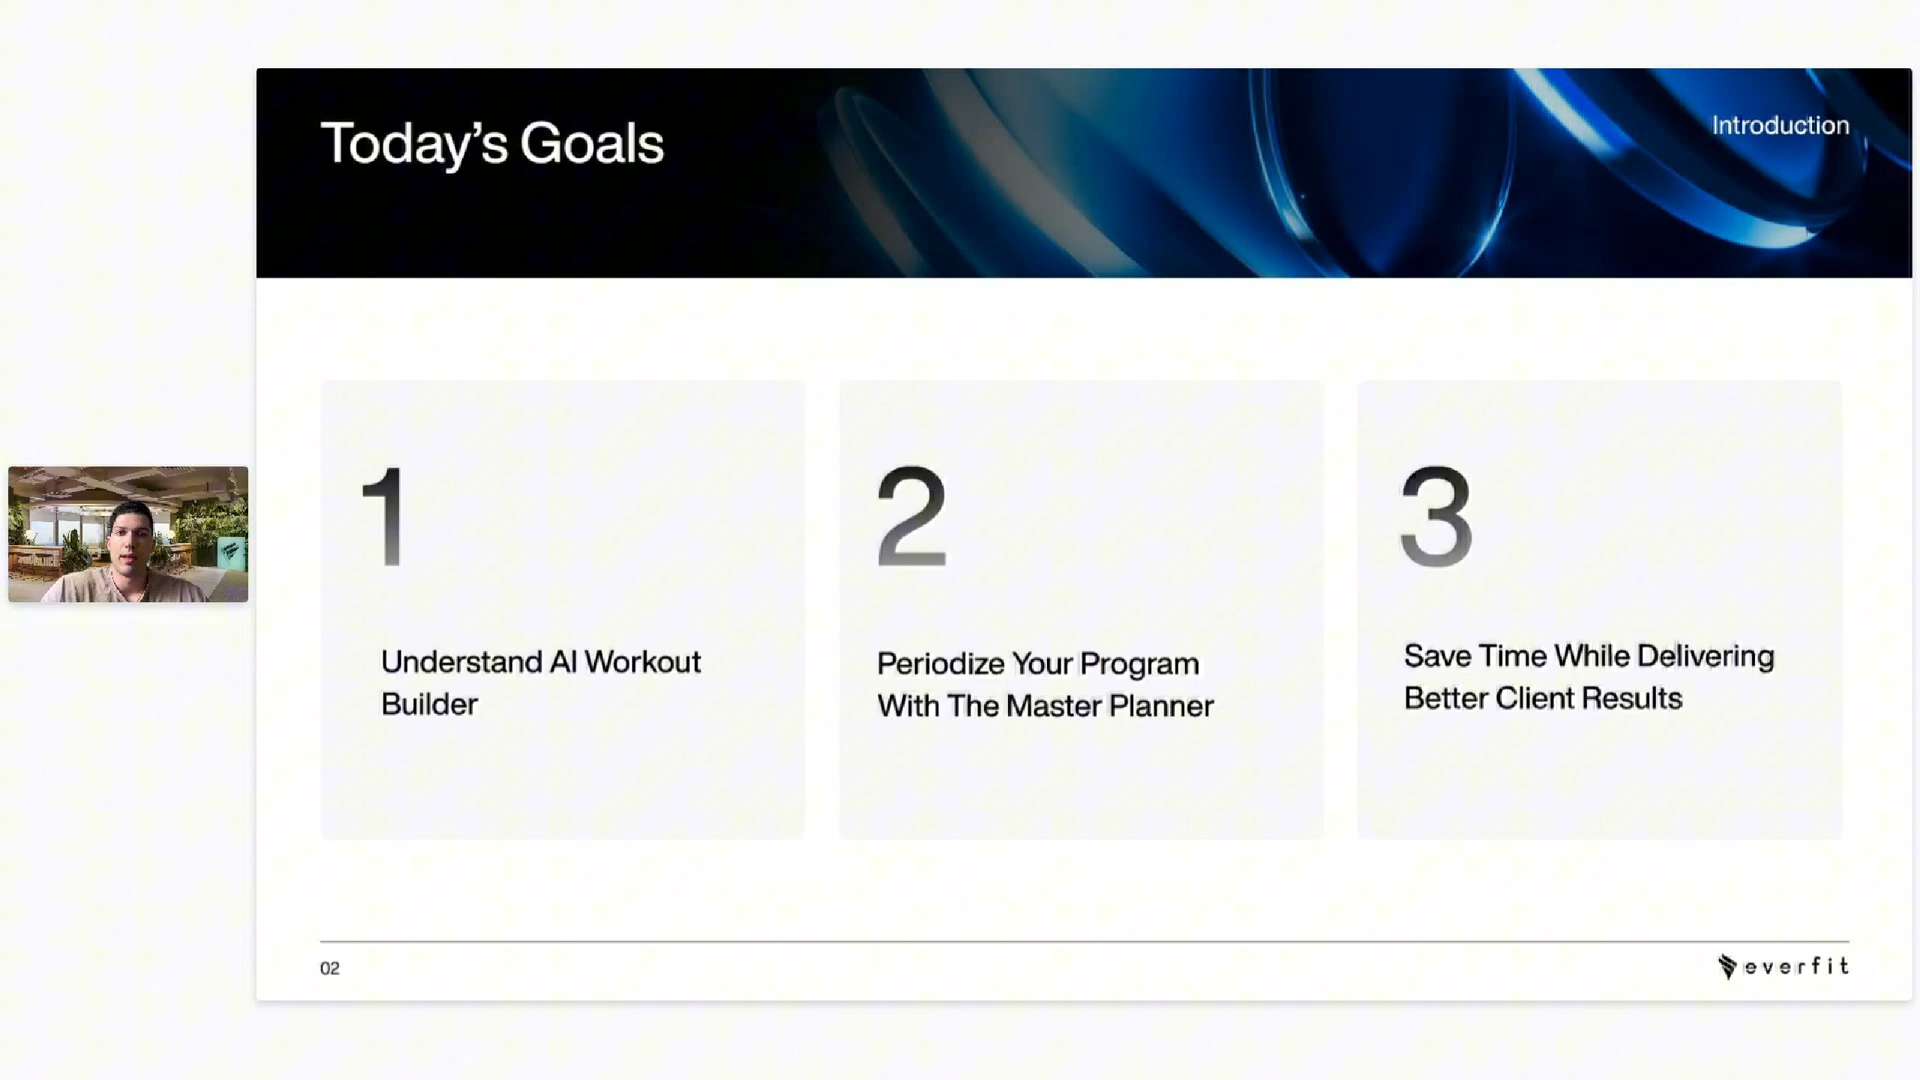 Today's Goals
Introduction
1
Understand AI Workout
Builder
2
Periodize Your Program
With The Master Planner
3
Save Time While Delivering
Better Client Results
02
everfit